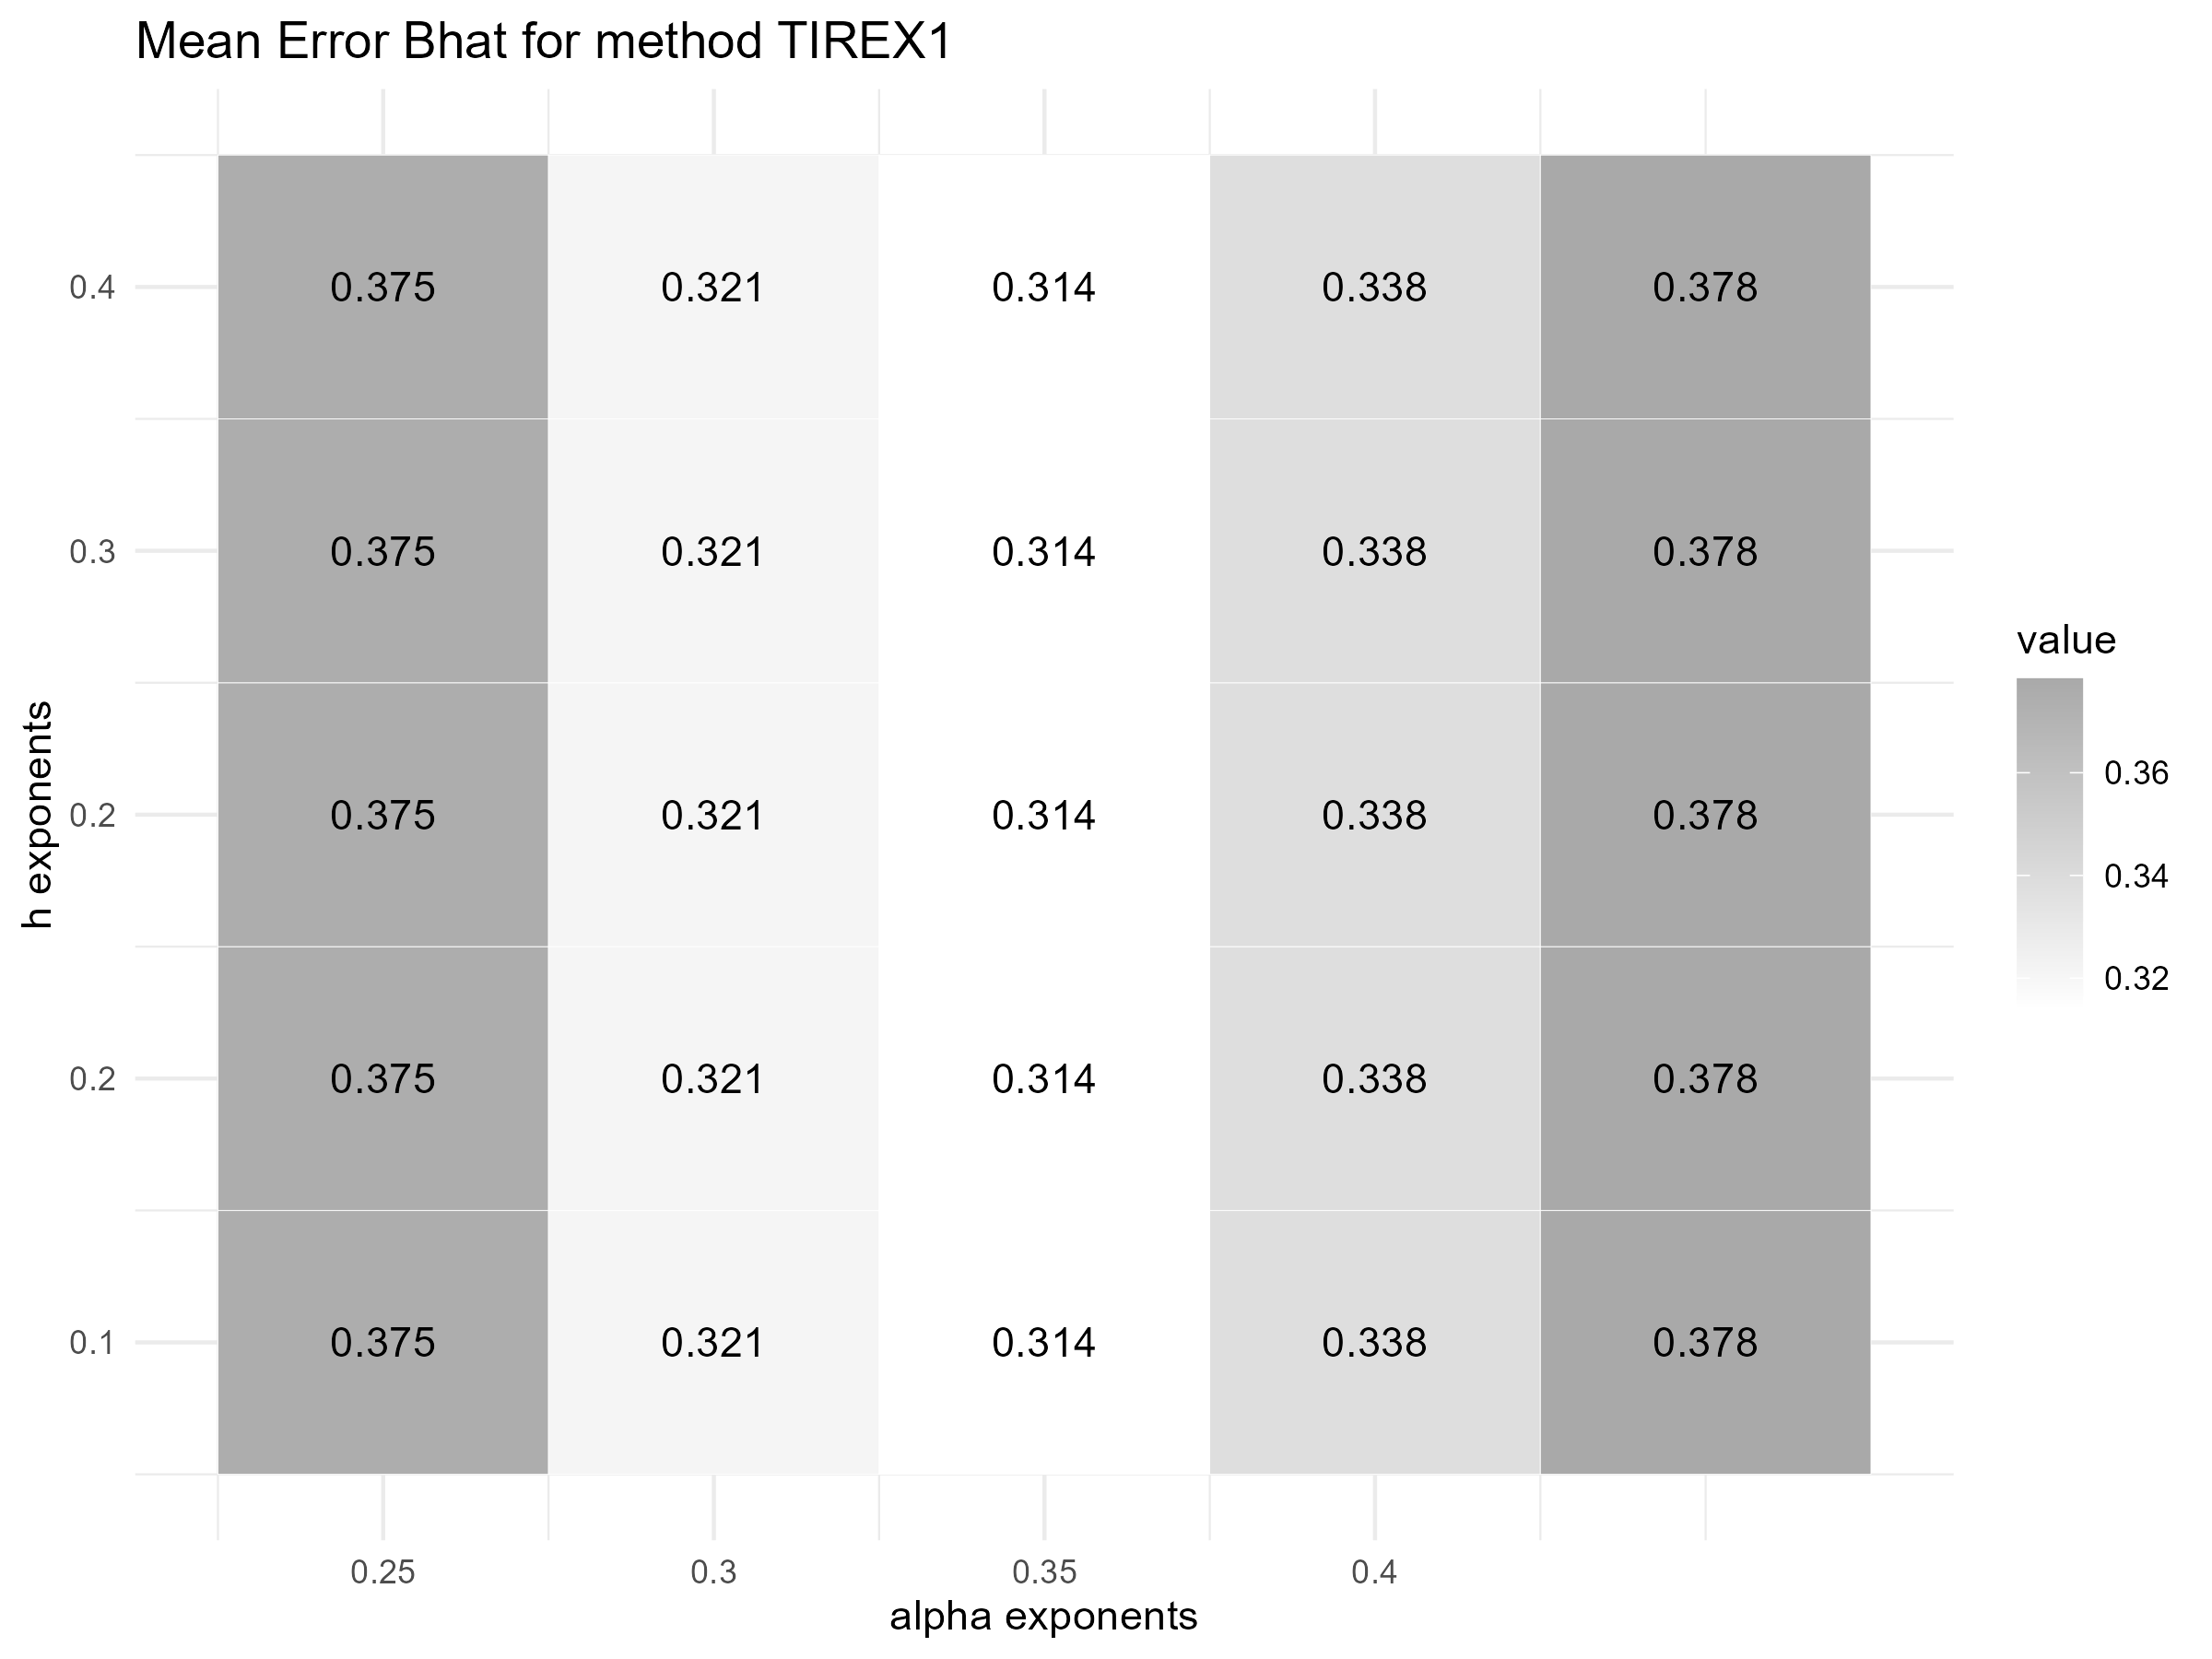 Mean Error Bhat for method TIREX1
0.4 0.375 0.321 0.314 0.338 0.378
0.3 0.375 0.321 0.314 0.338 0.378
0.2 0.375 0.321 0.314 0.338 0.378
0.2 0.375 0.321 0.314 0.338 0.378
0.1 0.375 0.321 0.314 0.338 0.378
h exponents
0.25 0.3 0.35 0.4
alpha exponents
value
0.36
0.34
0.32